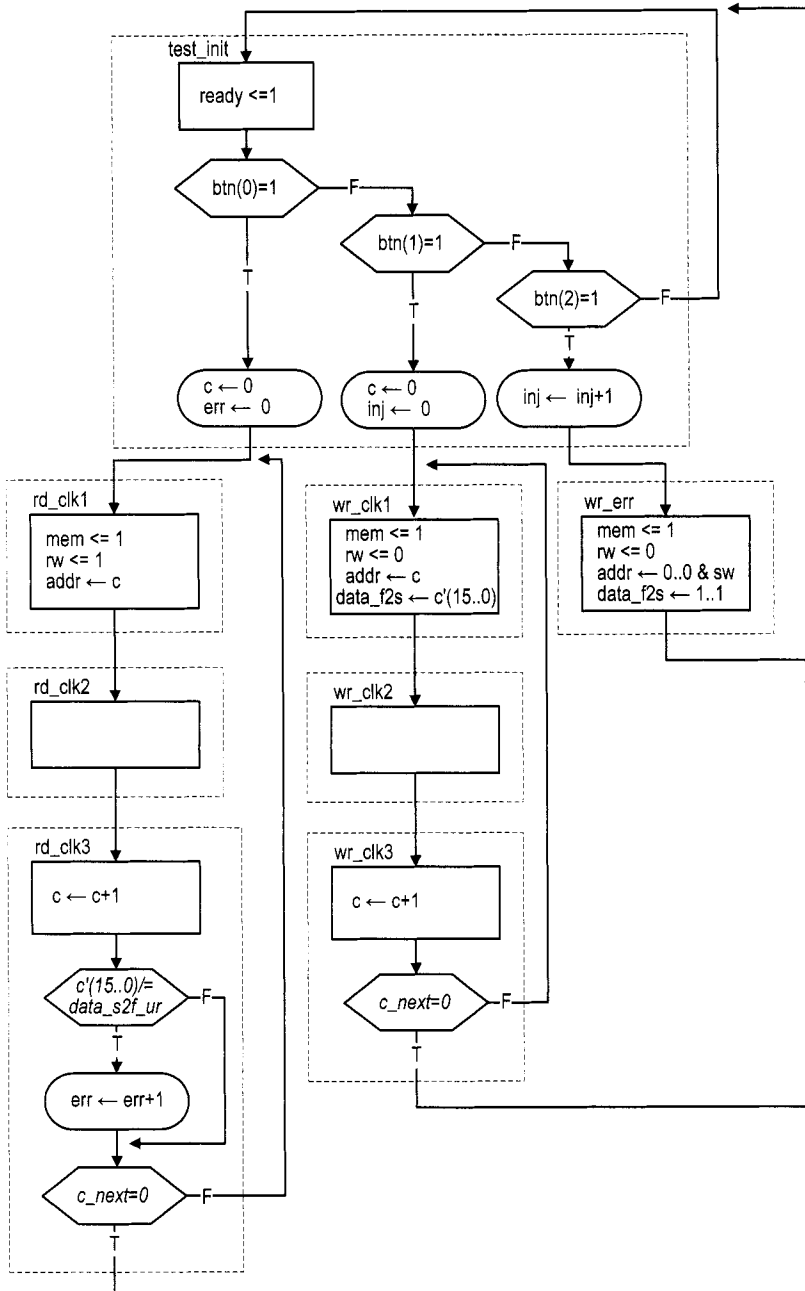 test_init
ready <=1
btn(0)=1
F
T
btn(1)=1
F
T
btn(2)=1
F
T
c ← 0
err ← 0
c ← 0
inj ← 0
inj ← inj+1
rd_clk1
mem <= 1
rw <= 1
addr ← c
wr_clk1
mem <= 1
rw <= 0
addr ← c
data_f2s ← c'(15..0)
wr_err
mem <= 1
rw <= 0
addr ← 0..0 & sw
data_f2s ← 1..1
rd_clk2
wr_clk2
rd_clk3
c ← c+1
c'(15..0)/=
data_s2f_ur
F
T
err ← err+1
c_next=0
F
T
wr_clk3
c ← c+1
c_next=0
F
T